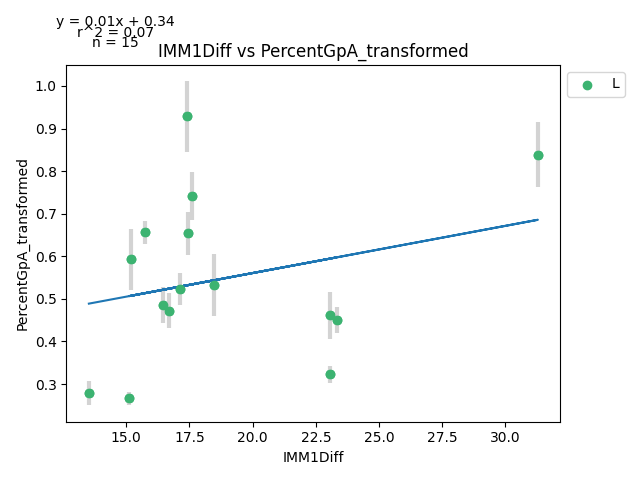 y = 0.01x + 0.34
r^2 = 0.07
n = 15
IMM1Diff vs PercentGpA_transformed
L
1.0
0.9
0.8
0.7
0.6
0.5
0.4
0.3
PercentGpA_transformed
15.0 17.5 20.0 22.5 25.0 27.5 30.0
IMM1Diff